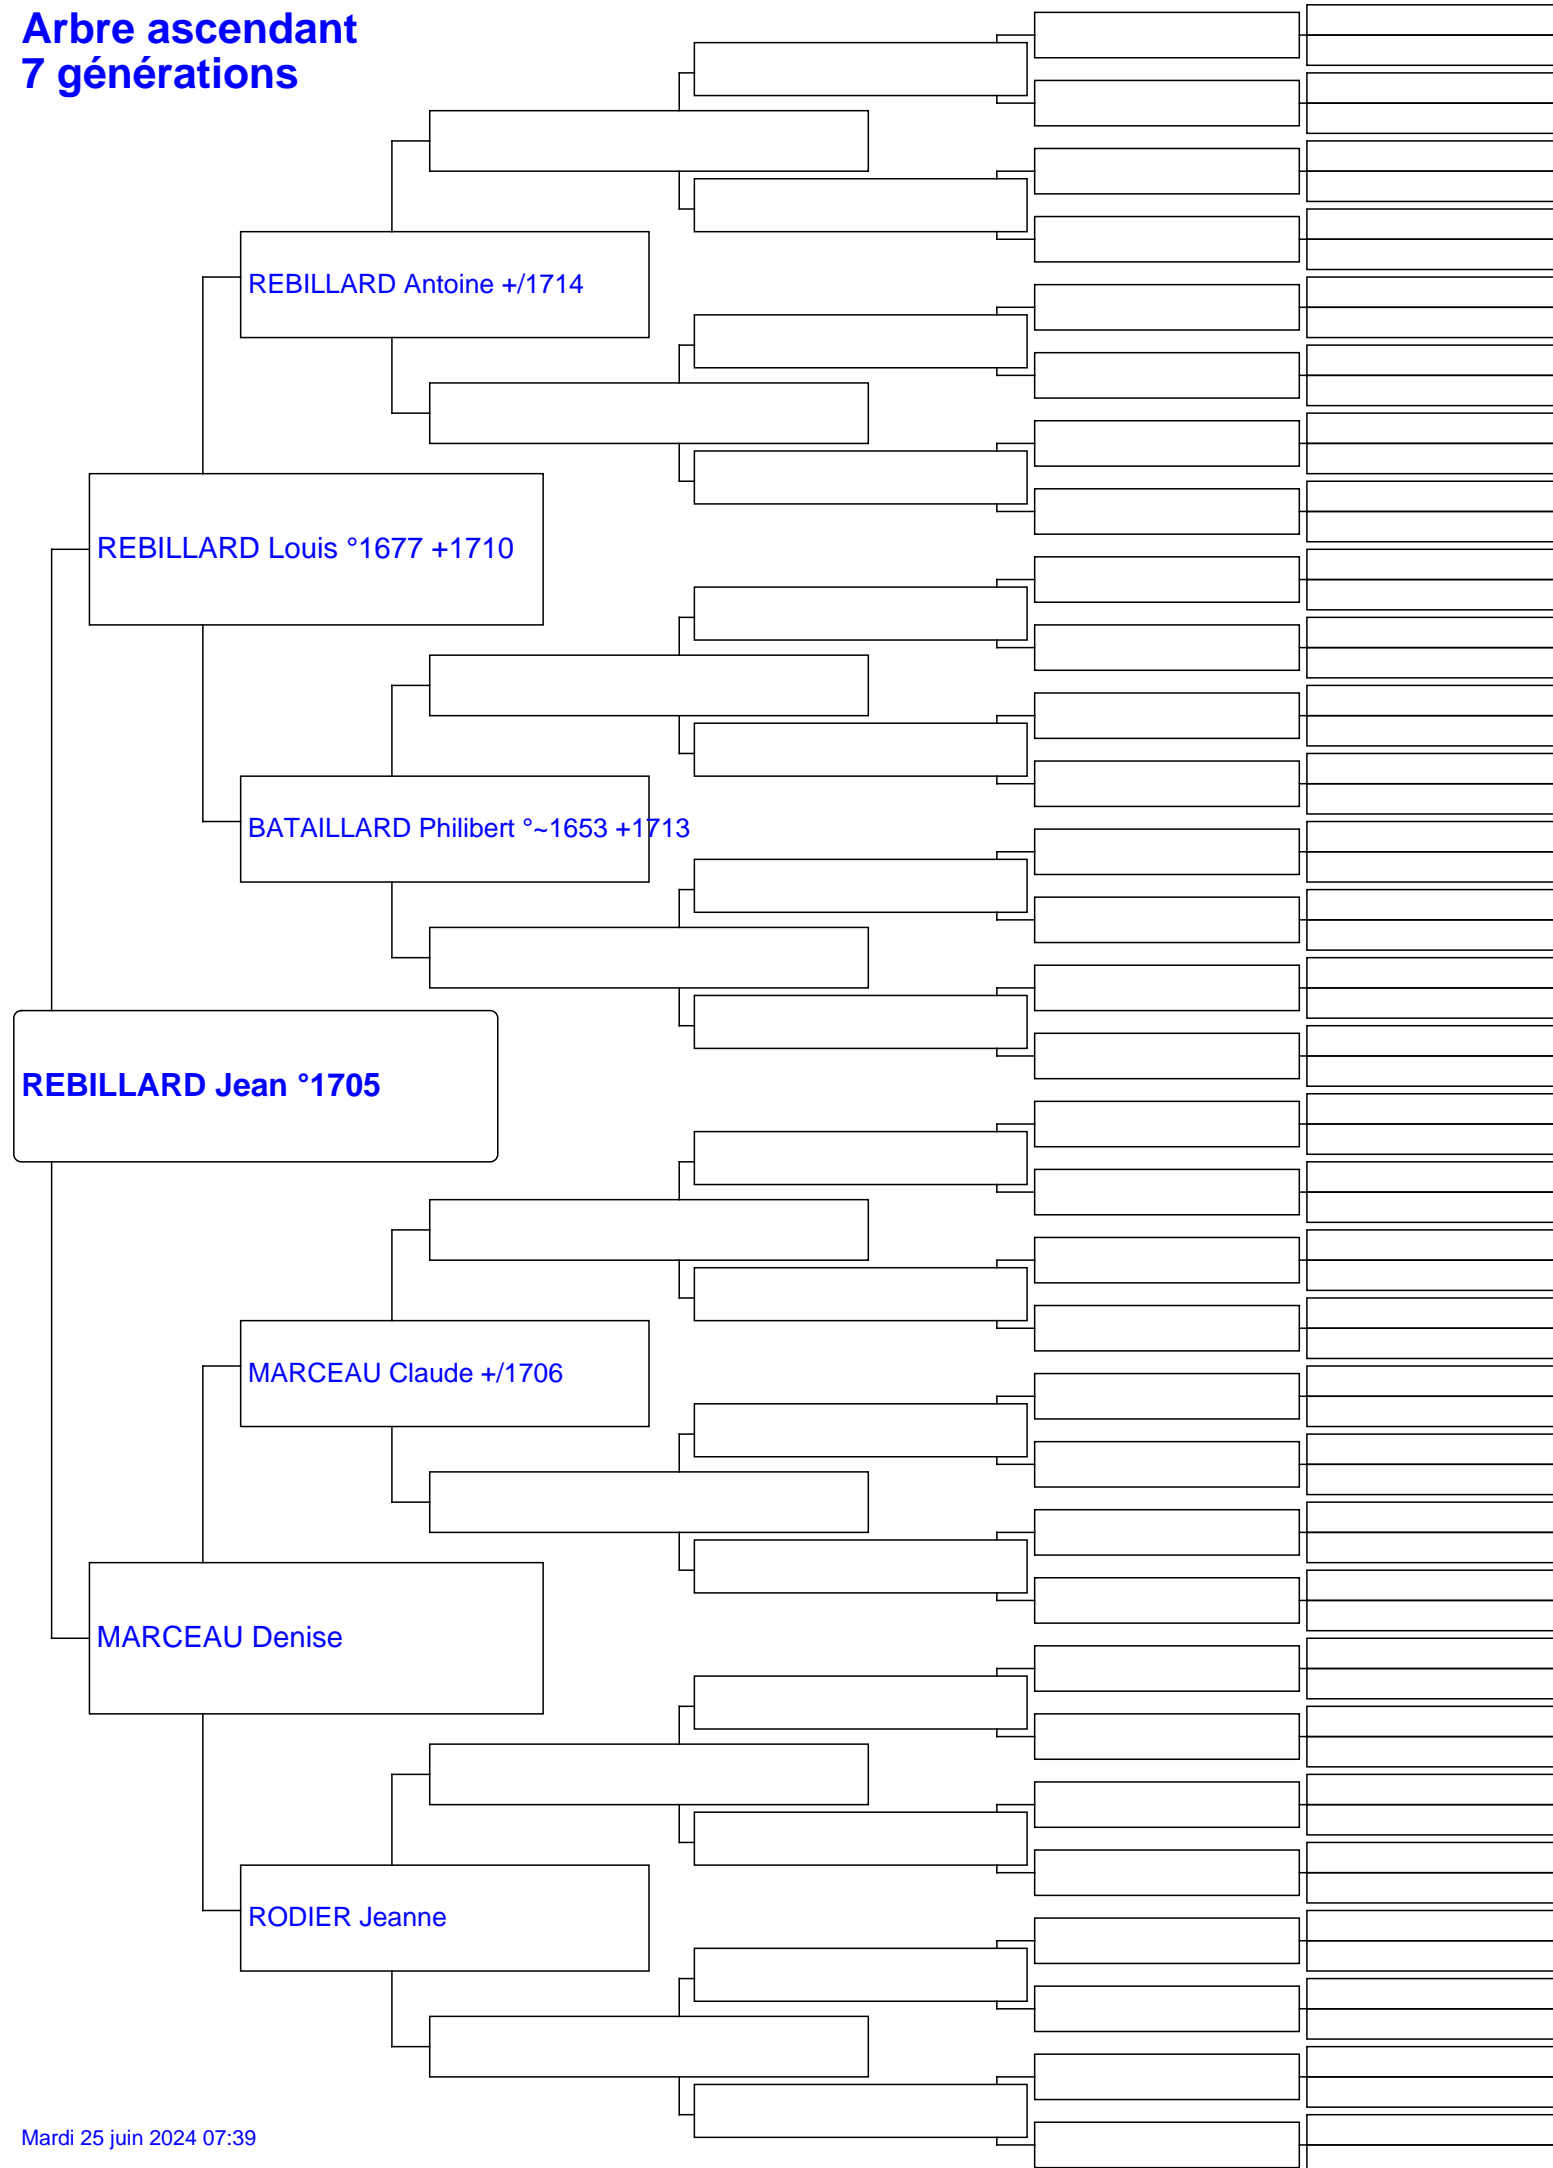 Arbre ascendant
7 générations
REBILLARD Antoine +/1714
REBILLARD Louis °1677 +1710
BATAILLARD Philibert °~1653 +1713
REBILLARD Jean °1705
MARCEAU Claude +/1706
MARCEAU Denise
RODIER Jeanne
Mardi 25 juin 2024 07:39